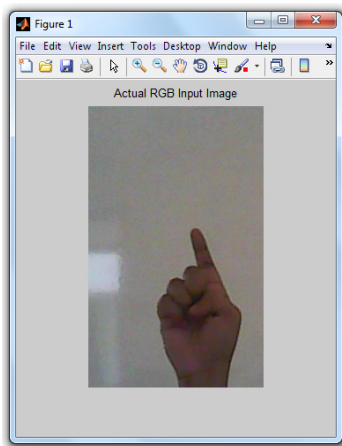 Figure 1
File Edit View Insert Tools Desktop Window Help
Actual RGB Input Image